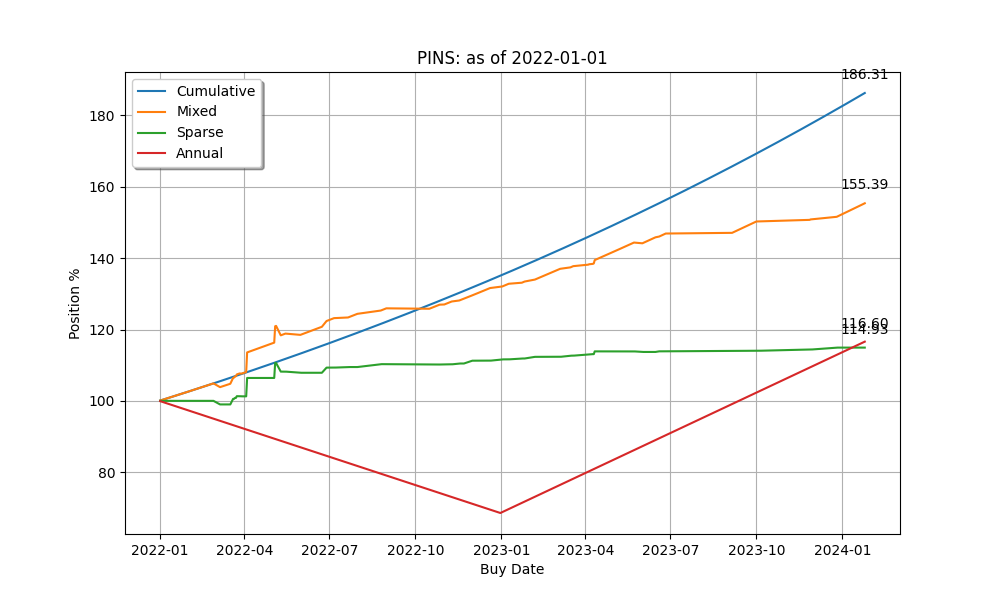 PINS: as of 2022-01-01
186.31
Cumulative
Mixed
Sparse
Annual
180
160
155.39
140
120
116.60
114.93
100
80
Position %
2022-01 2022-04 2022-07 2022-10 2023-01 2023-04 2023-07 2023-10 2024-01
Buy Date